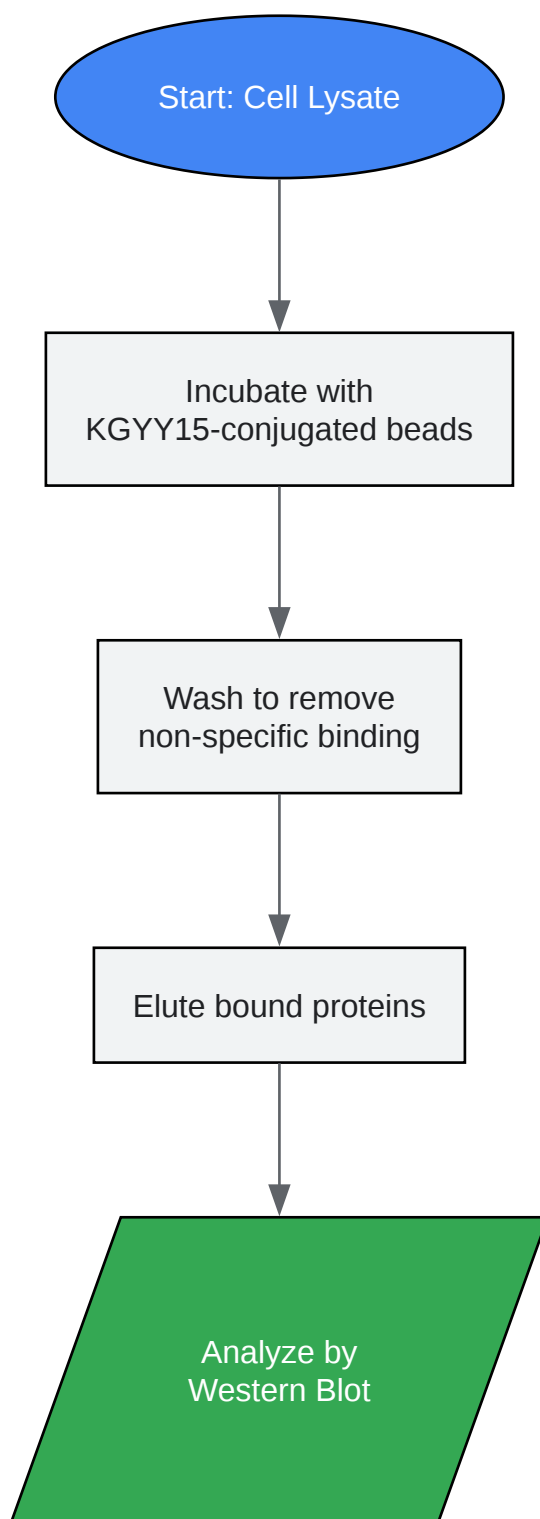 Start: Cell Lysate
Incubate with
KGYY15-conjugated beads
Wash to remove
non-specific binding
Elute bound proteins
Analyze by
Western Blot